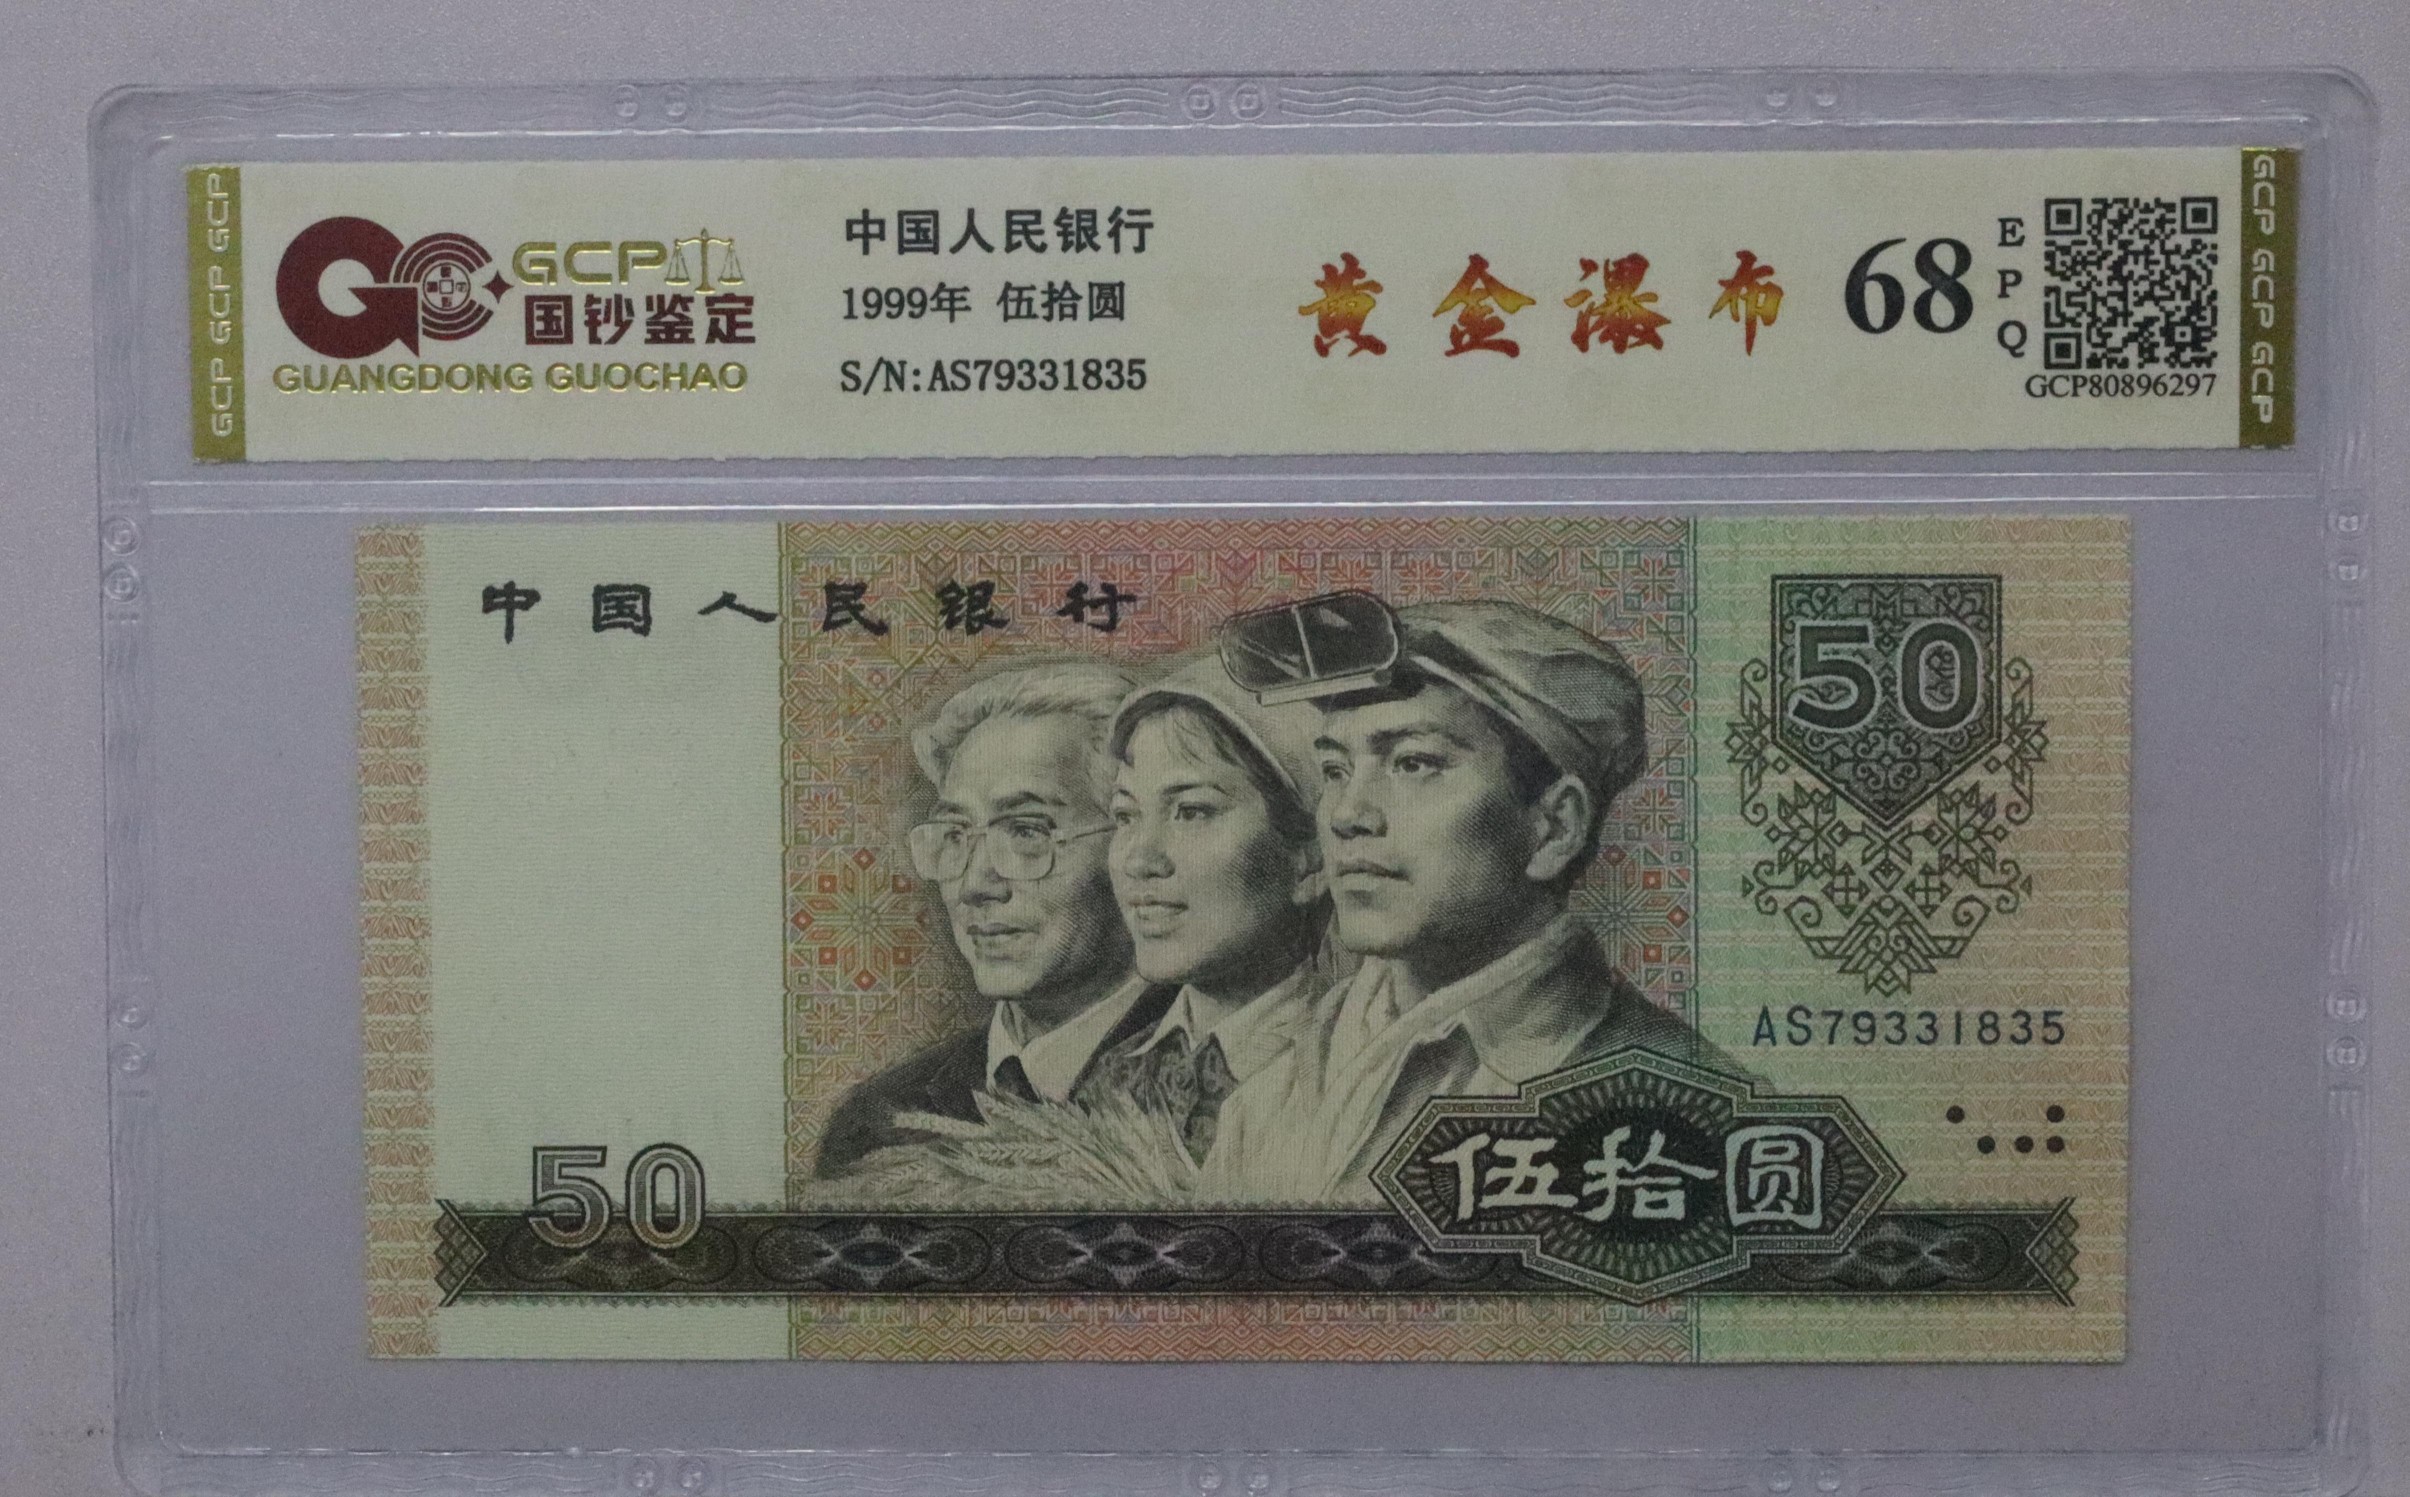 GCP GCP GCP
GCP
国钞鉴定
GUANGDONG GUOCHAO
中国人民银行
1999年 伍拾圆
S/N:AS79331835
黄金瀑布
68
EPQ
GCP80896297
GCP GCP GCP
中国人民银行
50
AS79331835
50
伍拾圆